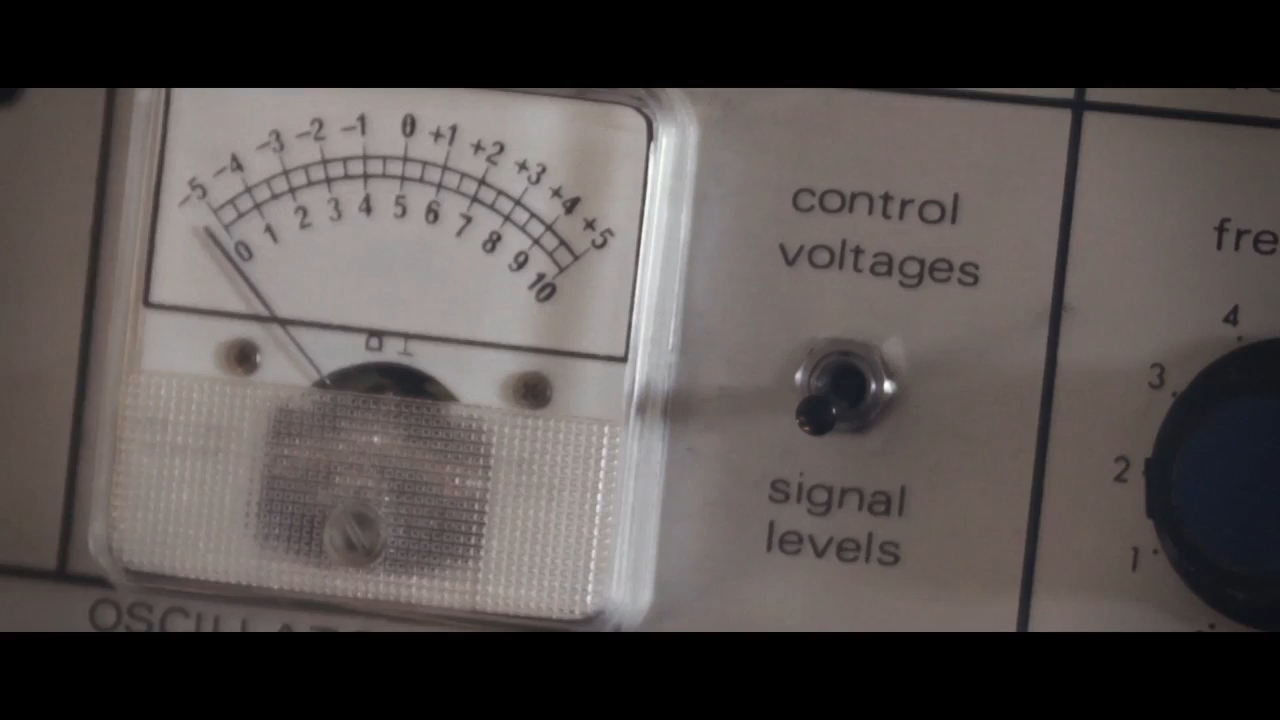 -5 -4 -3 -2 -1 0 +1 +2 +3 +4 +5
0 1 2 3 4 5 6 7 8 9 10
control
voltages
signal
levels
fre
4
3
2
1